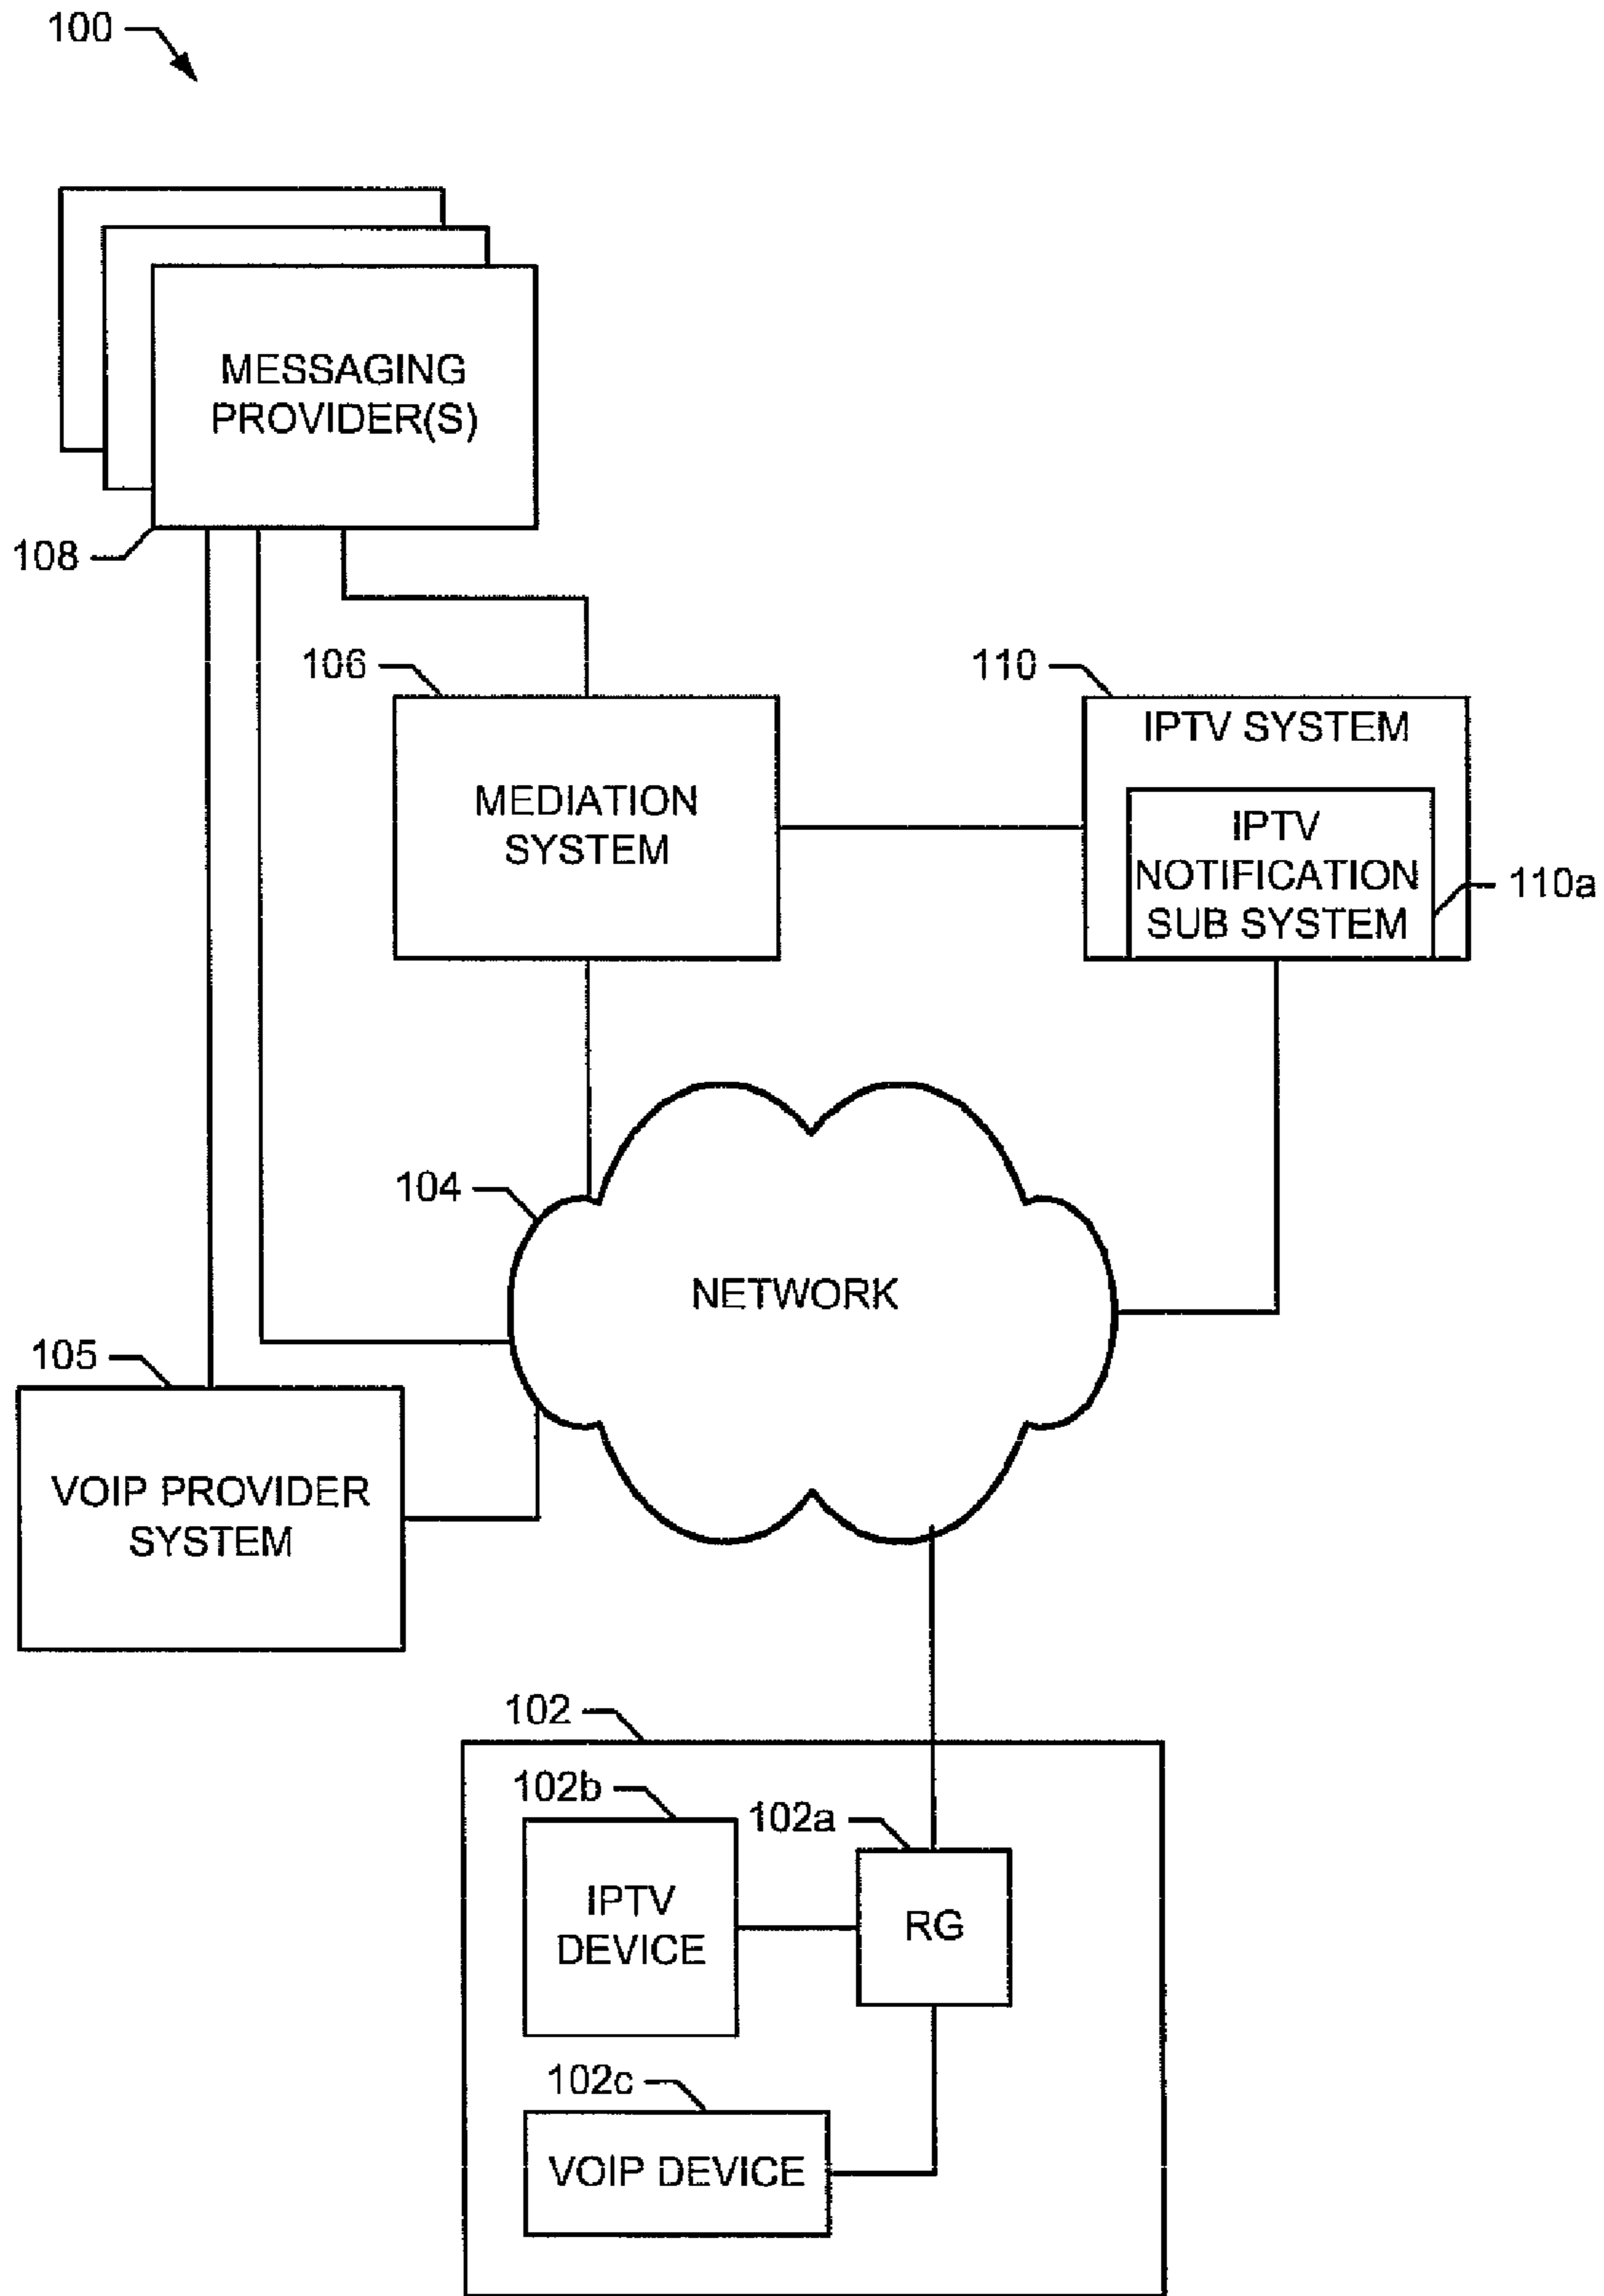 100
MESSAGING
PROVIDER(S)
108
106
110
MEDIATION
SYSTEM
IPTV SYSTEM
IPTV
NOTIFICATION
SUB SYSTEM
110a
104
NETWORK
105
VOIP PROVIDER
SYSTEM
102
102b
102a
IPTV
DEVICE
RG
102c
VOIP DEVICE